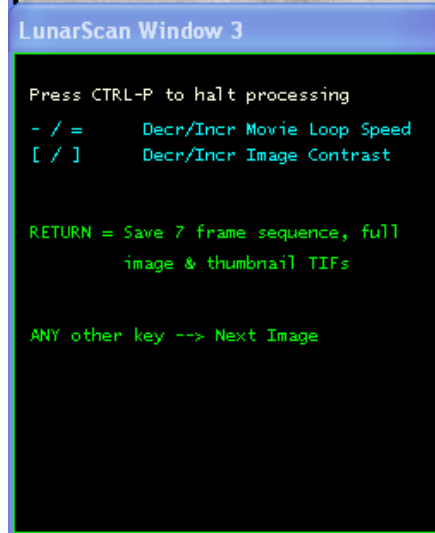 LunarScan Window 3
Press CTRL-P to halt processing
- / = Decr/Incr Movie Loop Speed
[ / ] Decr/Incr Image Contrast
RETURN = Save 7 frame sequence, full
image & thumbnail TIFs
ANY other key --> Next Image